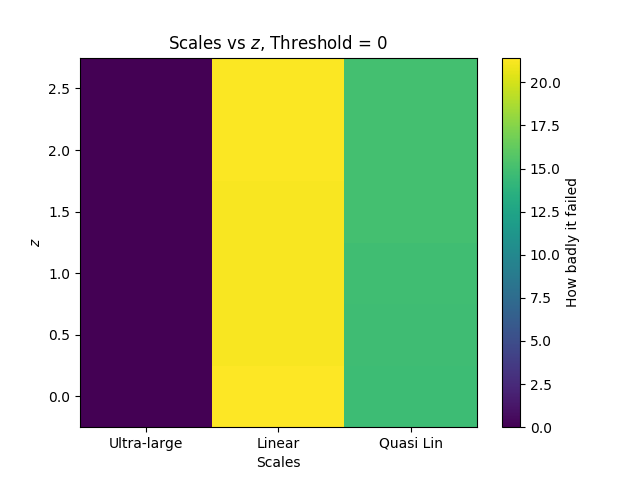 Scales vs z, Threshold = 0
2.5
2.0
1.5
1.0
0.5
0.0
z
Ultra-large
Linear
Quasi Lin
Scales
20.0
17.5
15.0
12.5
10.0
7.5
5.0
2.5
0.0
How badly it failed